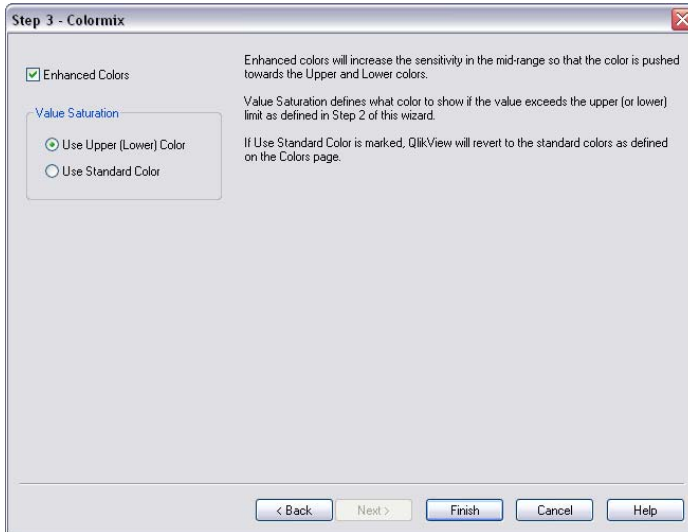 Step 3 - Colormix
Enhanced Colors
Value Saturation
Use Upper (Lower) Color
Use Standard Color
Enhanced colors will increase the sensitivity in the mid-range so that the color is pushed
towards the Upper and Lower colors.
Value Saturation defines what color to show if the value exceeds the upper (or lower)
limit as defined in Step 2 of this wizard.
If Use Standard Color is marked, QlikView will revert to the standard colors as defined
on the Colors page.
< Back
Next >
Finish
Cancel
Help